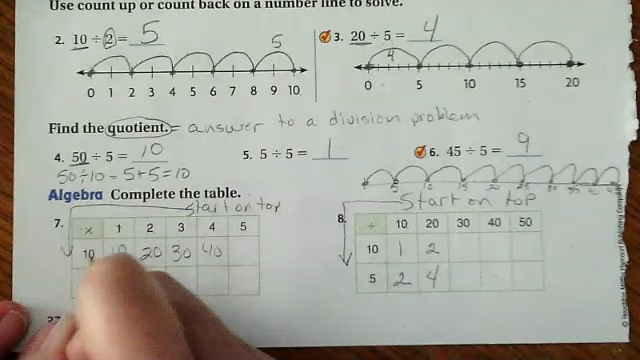 Use count up or count back on a number line to solve.
2. 10 ÷ 2 = 5
3. 20 ÷ 5 = 4
5
4
0 1 2 3 4 5 6 7 8 9 10
0 5 10 15 20
Find the quotient. = answer to a division problem
4. 50 ÷ 5 = 10
5. 5 ÷ 5 = 1
6. 45 ÷ 5 = 9
50÷10 = 5+5=10
5 10 15 20 25 30 35
Algebra Complete the table.
start on top
Start on top
7. x 1 2 3 4 5
10 10 20 30 40
8. ÷ 10 20 30 40 50
10 1 2
5 2 4